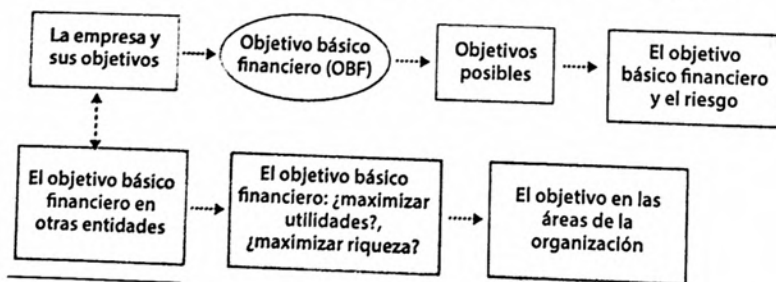 La empresa y
sus objetivos
Objetivo básico
financiero (OBF)
Objetivos
posibles
El objetivo
básico financiero
y el riesgo
El objetivo básico
financiero en
otras entidades
El objetivo básico
financiero: ¿maximizar
utilidades?,
¿maximizar riqueza?
El objetivo en las
áreas de la
organización